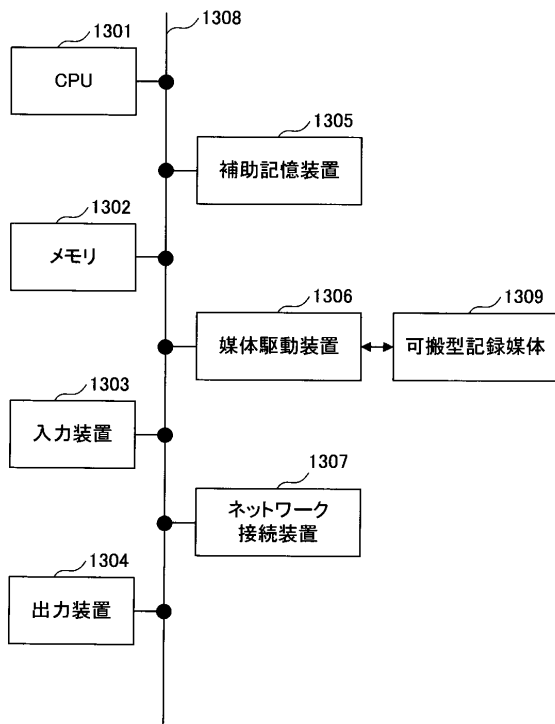 1301
1308
CPU
1305
補助記憶装置
1302
メモリ
1306
1309
媒体駆動装置
可搬型記録媒体
1303
入力装置
1307
ネットワーク
接続装置
1304
出力装置